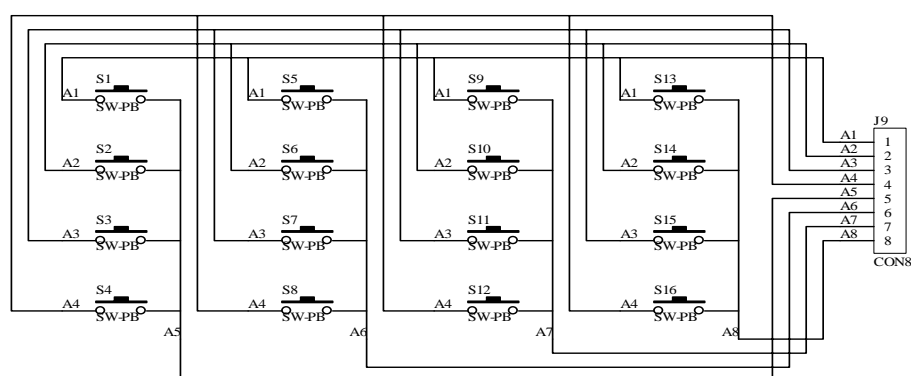 S1 S5 S9 S13
A1 A1 A1 A1
SW-PB SW-PB SW-PB SW-PB
S2 S6 S10 S14
A2 A2 A2 A2
SW-PB SW-PB SW-PB SW-PB
S3 S7 S11 S15
A3 A3 A3 A3
SW-PB SW-PB SW-PB SW-PB
S4 S8 S12 S16
A4 A4 A4 A4
SW-PB SW-PB SW-PB SW-PB
A5 A6 A7 A8
J9
A1 1
A2 2
A3 3
A4 4
A5 5
A6 6
A7 7
A8 8
CON8